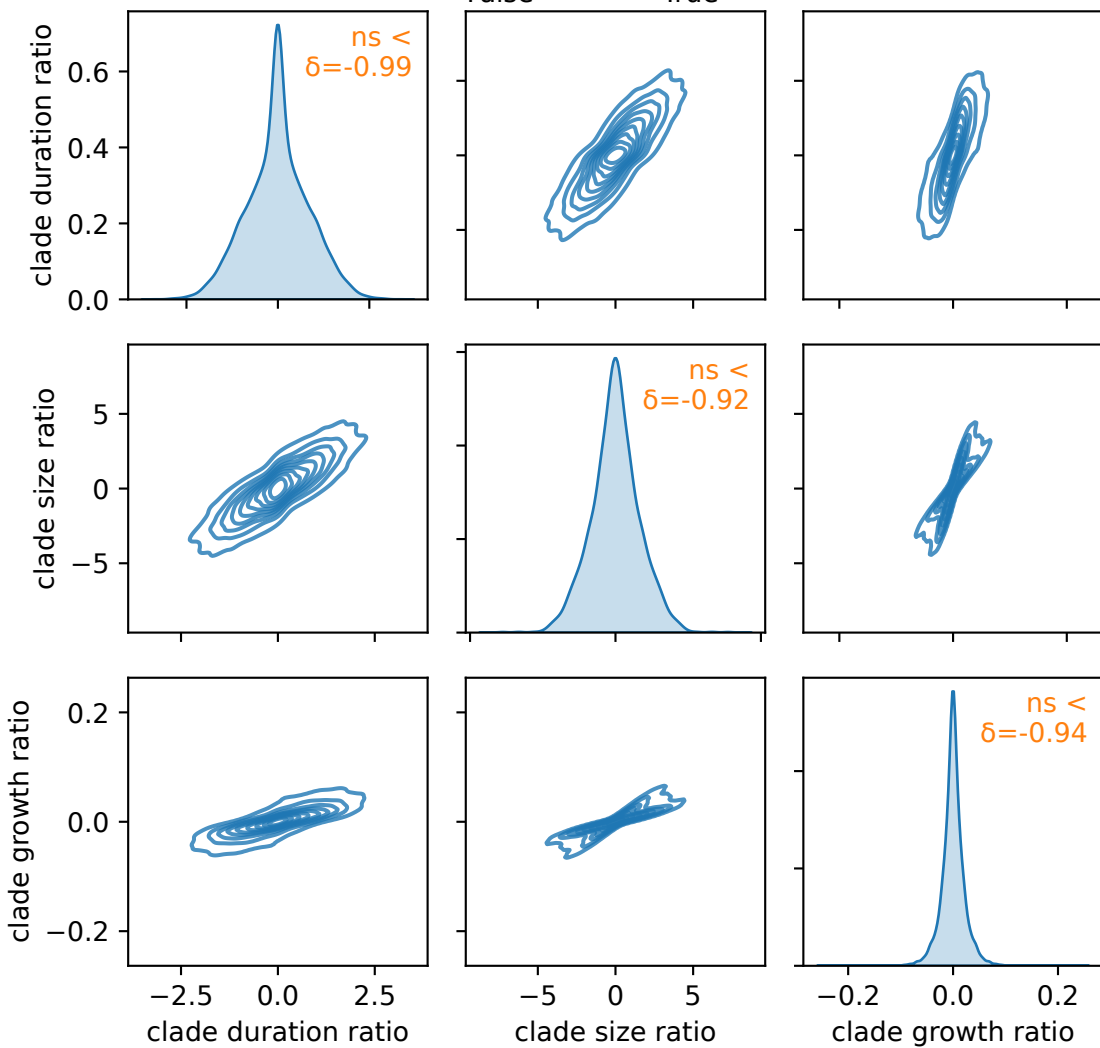 clade duration ratio
0.6
0.4
0.2
0.0
ns <
δ=-0.99
clade size ratio
5
0
−5
ns <
δ=-0.92
clade growth ratio
0.2
0.0
−0.2
ns <
δ=-0.94
−2.5 0.0 2.5
−5 0 5
−0.2 0.0 0.2
clade duration ratio
clade size ratio
clade growth ratio